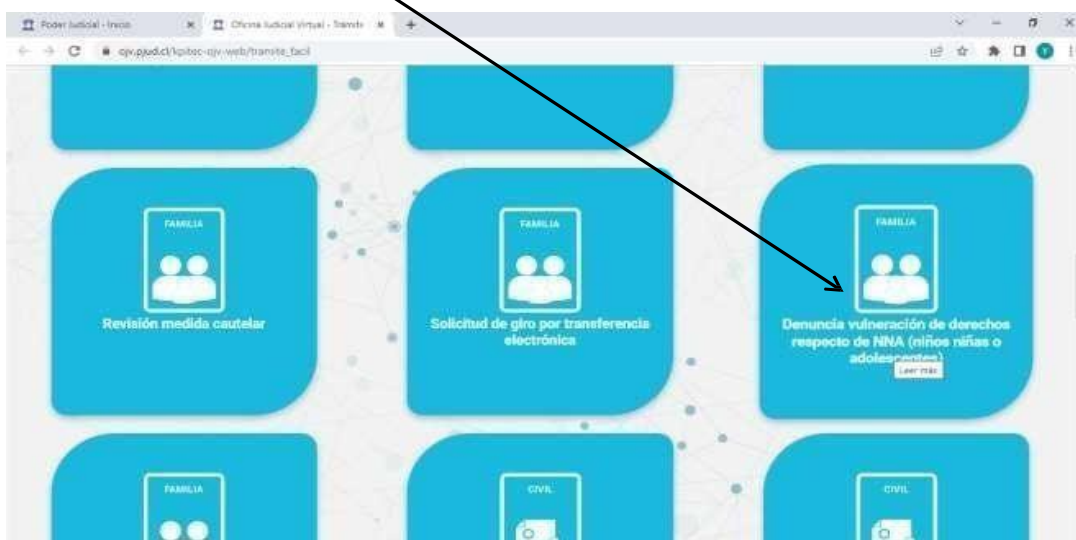 Poder Judicial - Inicio
Oficina Judicial Virtual - Trámite
ojv.pjud.cl/kpitec-ojv-web/tramite_facil
FAMILIA
Revisión medida cautelar
FAMILIA
Solicitud de giro por transferencia
electrónica
FAMILIA
Denuncia vulneración de derechos
respecto de NNA (niños niñas o
adolescentes)
Leer más
FAMILIA
CIVIL
CIVIL